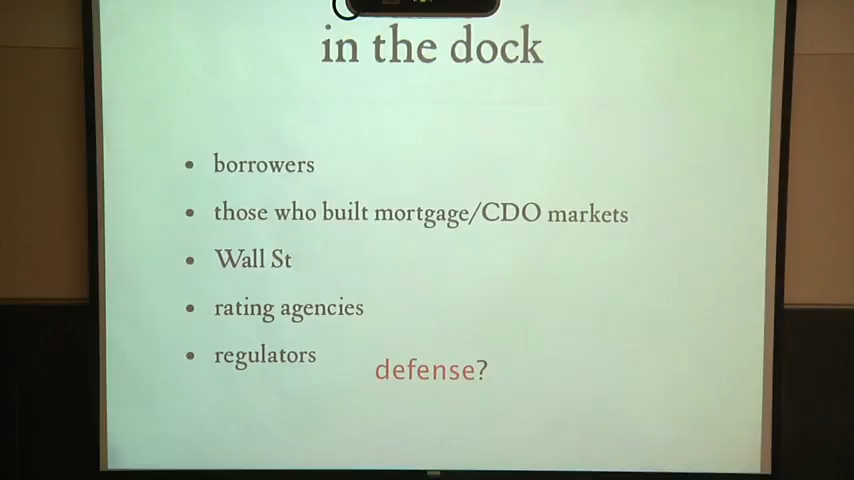 in the dock
• borrowers
• those who built mortgage/CDO markets
• Wall St
• rating agencies
• regulators
defense?